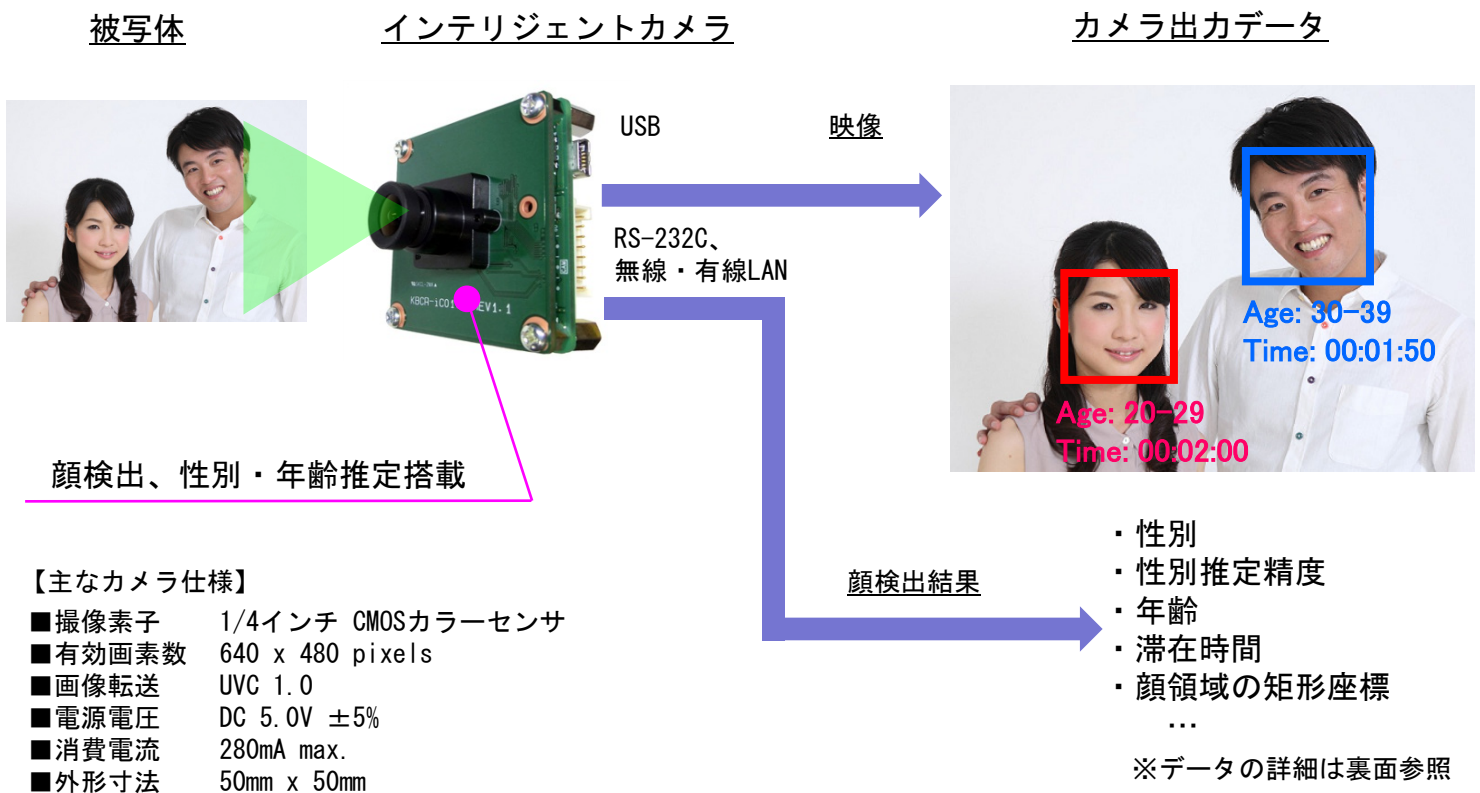 被写体
インテリジェントカメラ
カメラ出力データ
USB
映像
RS-232C、
無線・有線LAN
KBCR-iC01
EV1.1
Age: 30-39
Time: 00:01:50
Age: 20-29
Time: 00:02:00
顔検出、性別・年齢推定搭載
顔検出結果
・性別
・性別推定精度
・年齢
・滞在時間
・顔領域の矩形座標
…
※データの詳細は裏面参照
【主なカメラ仕様】
■撮像素子 1/4インチ CMOSカラーセンサ
■有効画素数 640 x 480 pixels
■画像転送 UVC 1.0
■電源電圧 DC 5.0V ±5%
■消費電流 280mA max.
■外形寸法 50mm x 50mm